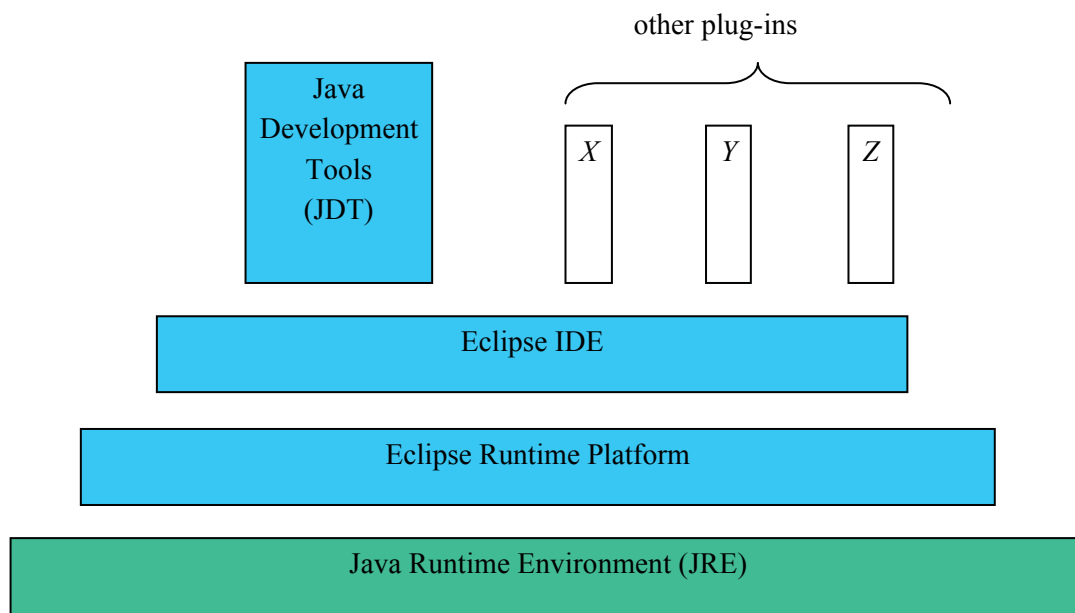 other plug-ins
Java
Development
Tools
(JDT)
X
Y
Z
Eclipse IDE
Eclipse Runtime Platform
Java Runtime Environment (JRE)